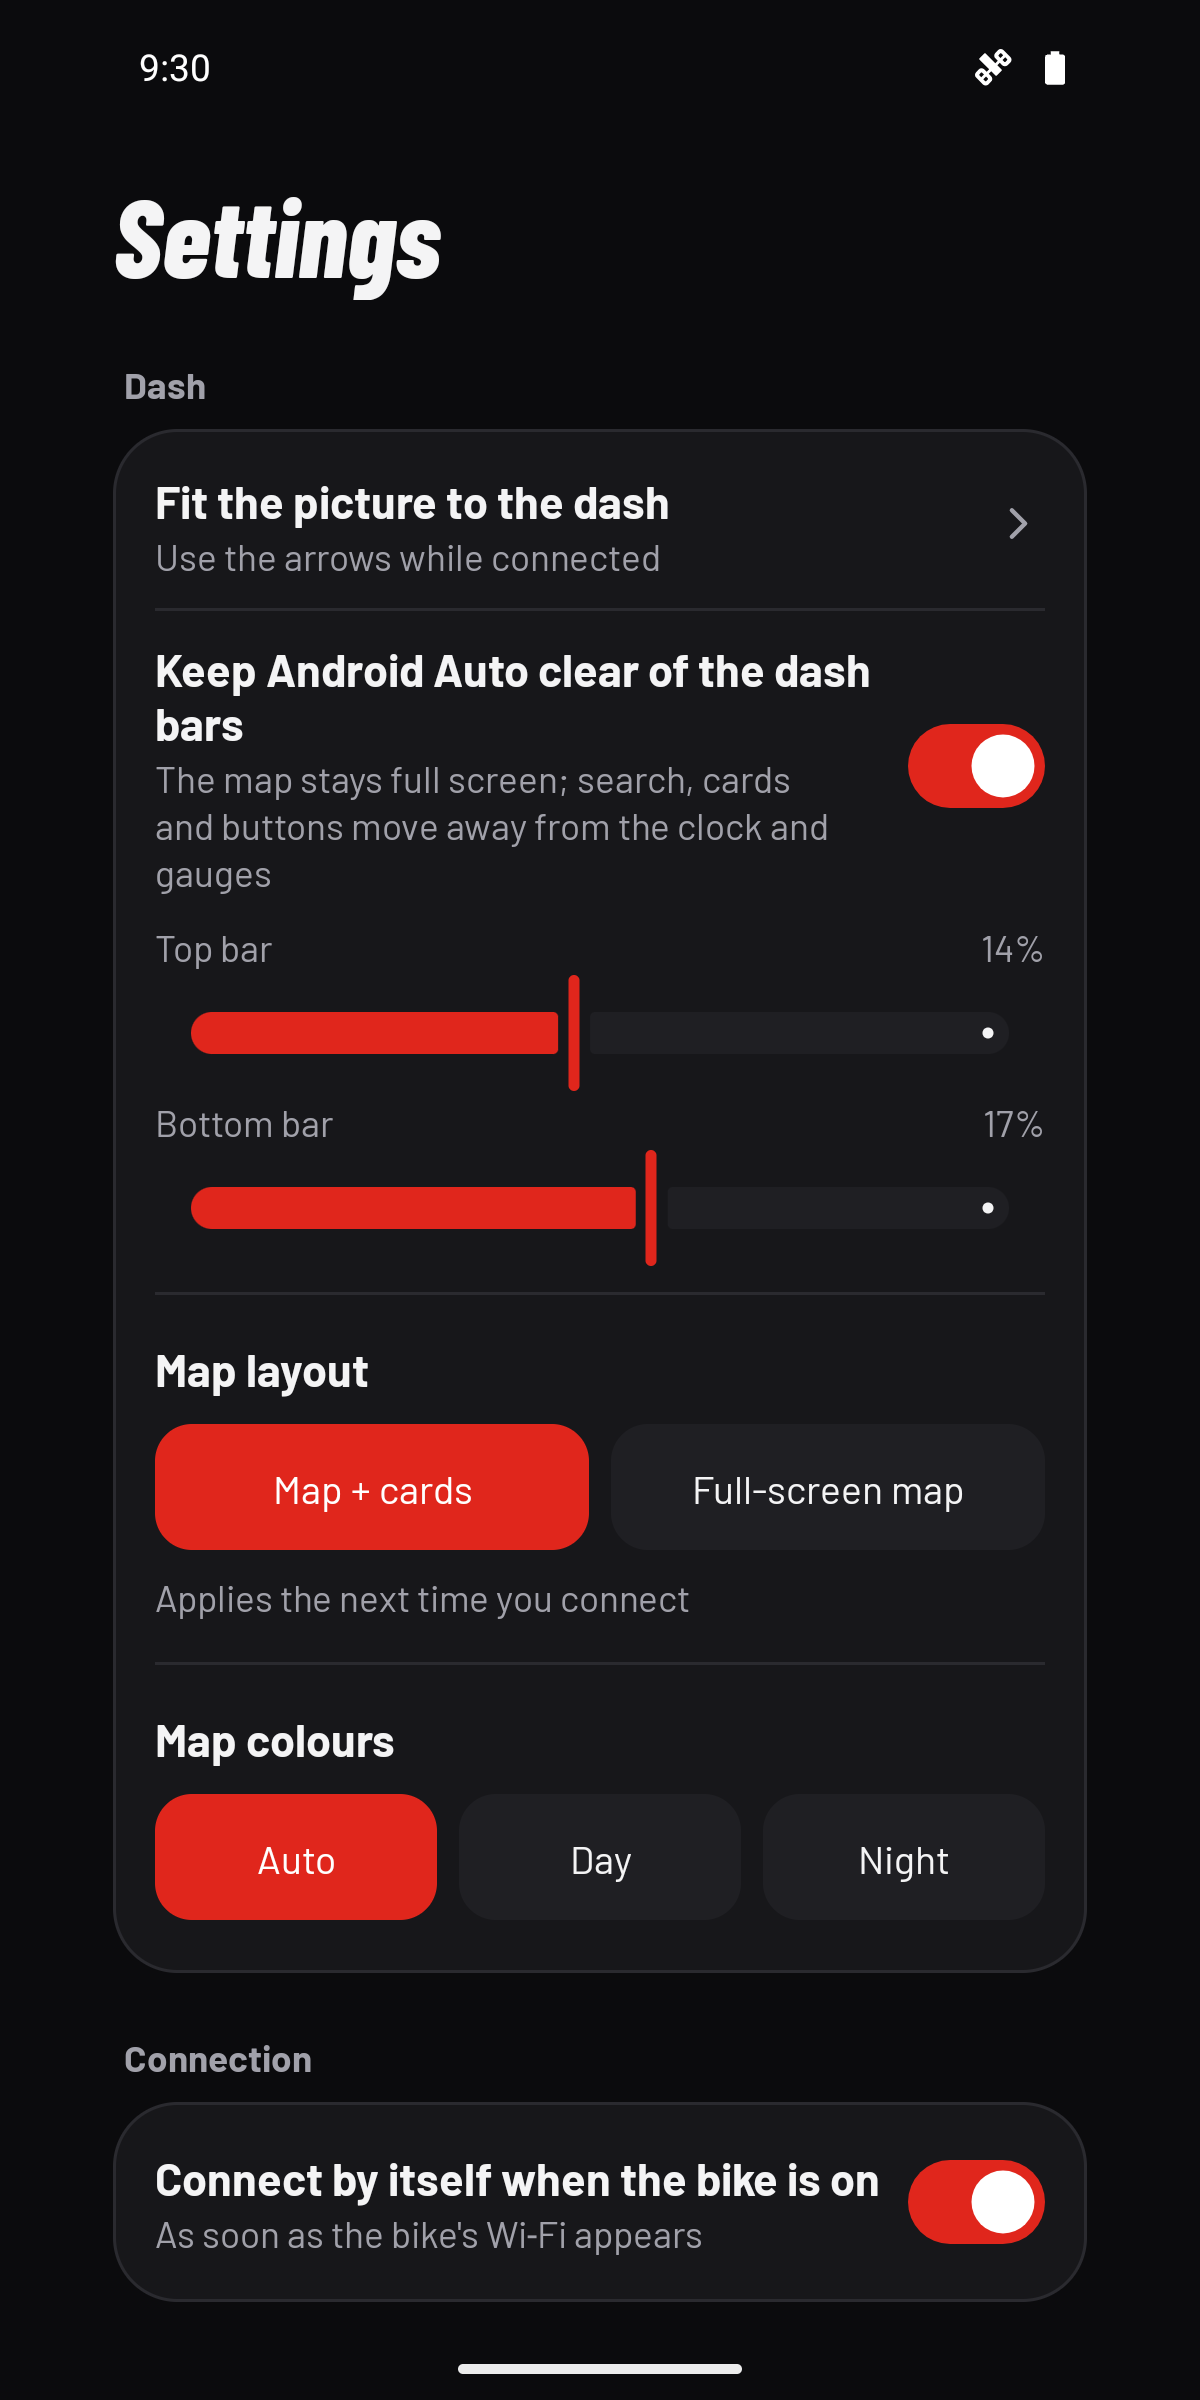 9:30
Settings
Dash
Fit the picture to the dash
Use the arrows while connected
Keep Android Auto clear of the dash
bars
The map stays full screen; search, cards
and buttons move away from the clock and
gauges
Top bar 14%
Bottom bar 17%
Map layout
Map + cards Full-screen map
Applies the next time you connect
Map colours
Auto Day Night
Connection
Connect by itself when the bike is on
As soon as the bike's Wi-Fi appears